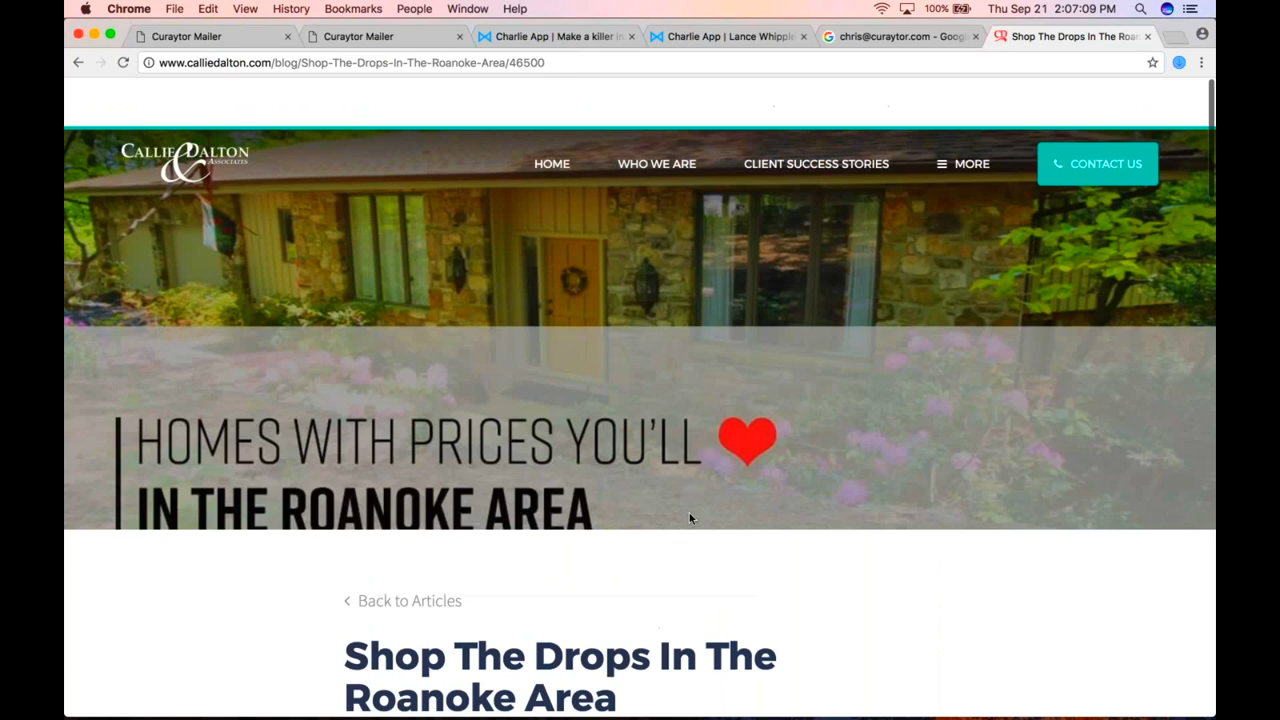 Chrome File Edit View History Bookmarks People Window Help 100% Thu Sep 21 2:07:09 PM
Curaytor Mailer Curaytor Mailer Charlie App | Make a killer in Charlie App | Lance Whipple chris@curaytor.com - Google Shop The Drops In The Roan
www.calliedalton.com/blog/Shop-The-Drops-In-The-Roanoke-Area/46500
CALLIE & DALTON
ASSOCIATES
HOME WHO WE ARE CLIENT SUCCESS STORIES MORE CONTACT US
HOMES WITH PRICES YOU'LL
IN THE ROANOKE AREA
Back to Articles
Shop The Drops In The
Roanoke Area